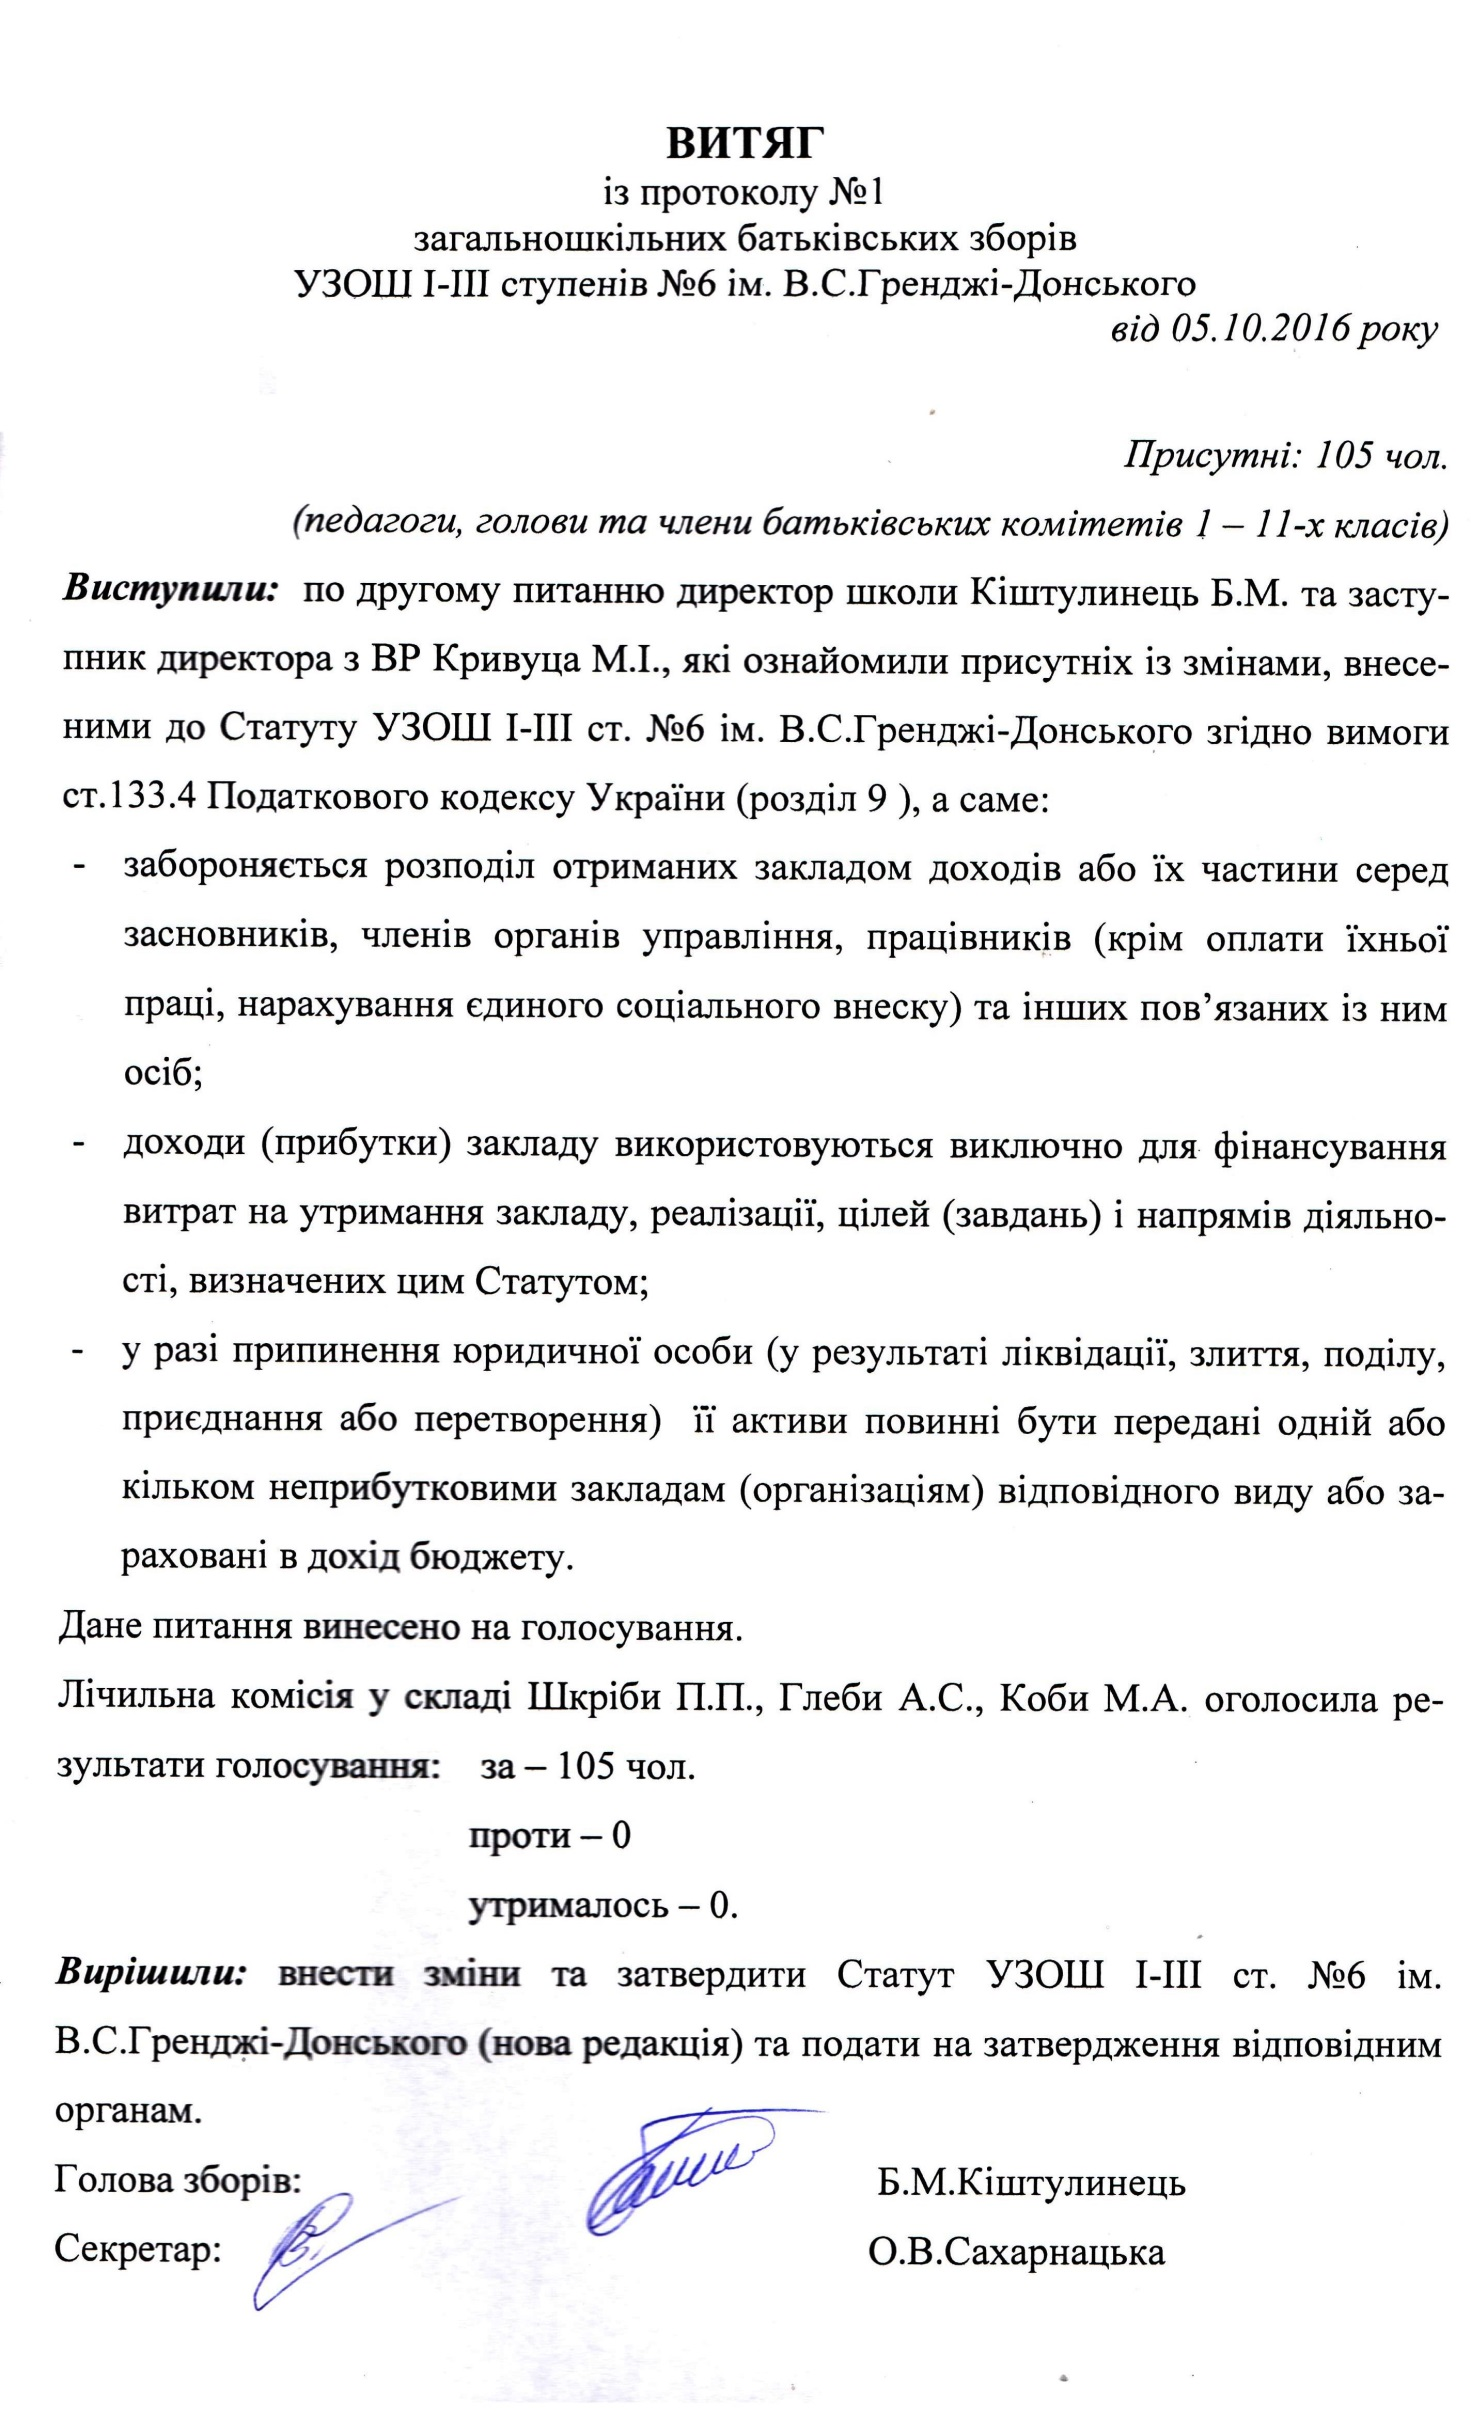 ВИТЯГ
із протоколу №1
загальношкільних батьківських зборів
УЗОШ І-ІІІ ступенів №6 ім. В.С.Гренджі-Донського
від 05.10.2016 року
Присутні: 105 чол.
(педагоги, голови та члени батьківських комітетів 1 – 11-х класів)
Виступили: по другому питанню директор школи Кіштулинець Б.М. та засту-
пник директора з ВР Кривуца М.І., які ознайомили присутніх із змінами, внесе-
ними до Статуту УЗОШ І-ІІІ ст. №6 ім. В.С.Гренджі-Донського згідно вимоги
ст.133.4 Податкового кодексу України (розділ 9 ), а саме:
- забороняється розподіл отриманих закладом доходів або їх частини серед
засновників, членів органів управління, працівників (крім оплати їхньої
праці, нарахування єдиного соціального внеску) та інших пов’язаних із ним
осіб;
- доходи (прибутки) закладу використовуються виключно для фінансування
витрат на утримання закладу, реалізації, цілей (завдань) і напрямів діяльно-
сті, визначених цим Статутом;
- у разі припинення юридичної особи (у результаті ліквідації, злиття, поділу,
приєднання або перетворення) її активи повинні бути передані одній або
кільком неприбутковими закладам (організаціям) відповідного виду або за-
раховані в дохід бюджету.
Дане питання винесено на голосування.
Лічильна комісія у складі Шкріби П.П., Глеби А.С., Коби М.А. оголосила ре-
зультати голосування: за – 105 чол.
проти – 0
утрималось – 0.
Вирішили: внести зміни та затвердити Статут УЗОШ І-ІІІ ст. №6 ім.
В.С.Гренджі-Донського (нова редакція) та подати на затвердження відповідним
органам.
Голова зборів: Б.М.Кіштулинець
Секретар: О.В.Сахарнацька